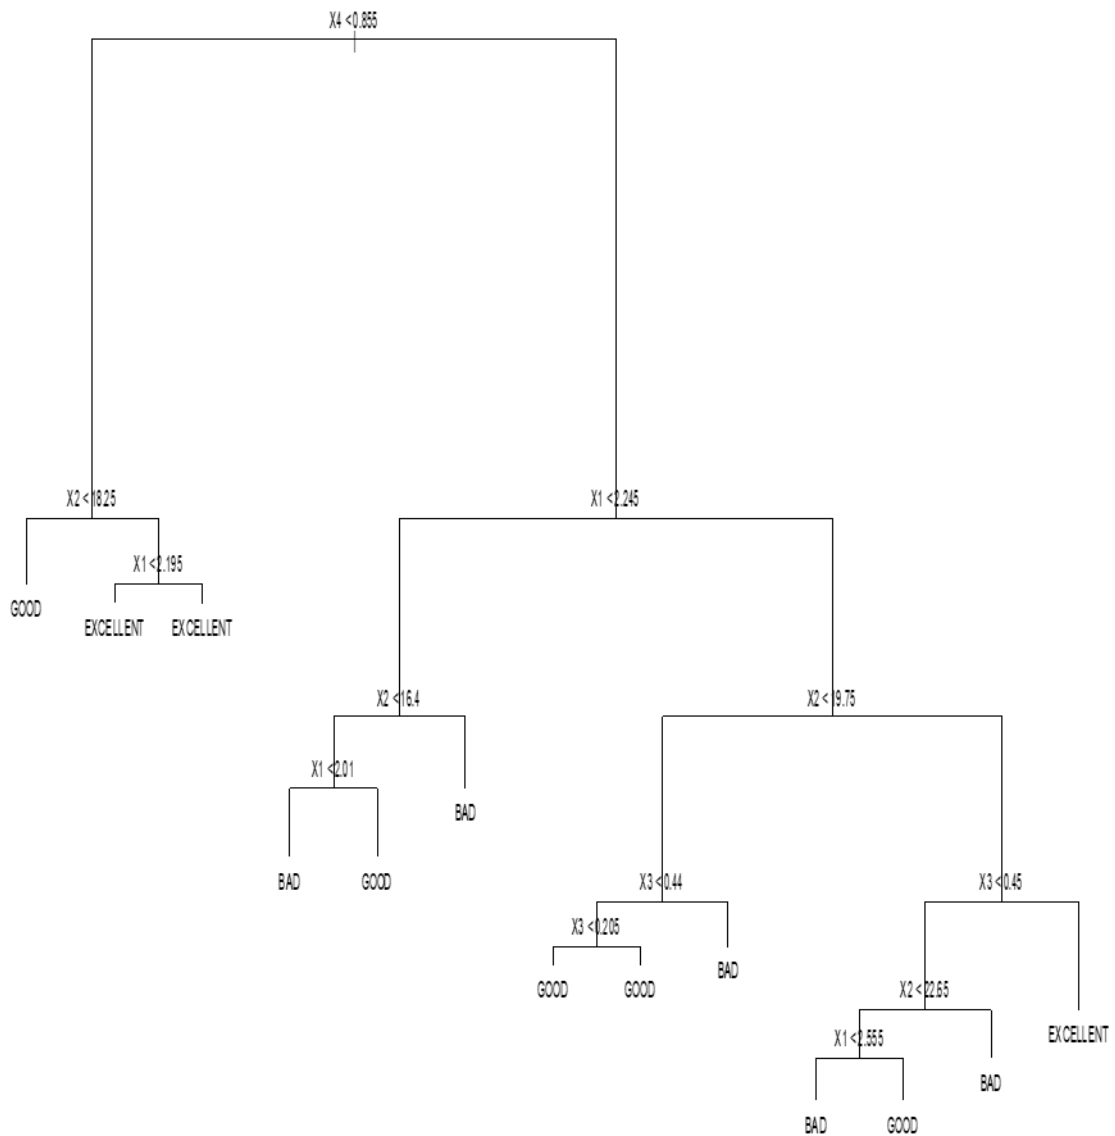 X4 <0.855
X2 <18.25
X1 <2.245
X1 <2.195
GOOD
EXCELLENT EXCELLENT
X2 <16.4
X2 <19.75
X1 <2.01
BAD
BAD GOOD
X3 <0.44
X3 <0.45
X3 <0.205
BAD
GOOD GOOD
X2 <22.65
EXCELLENT
X1 <2.555
BAD
BAD GOOD